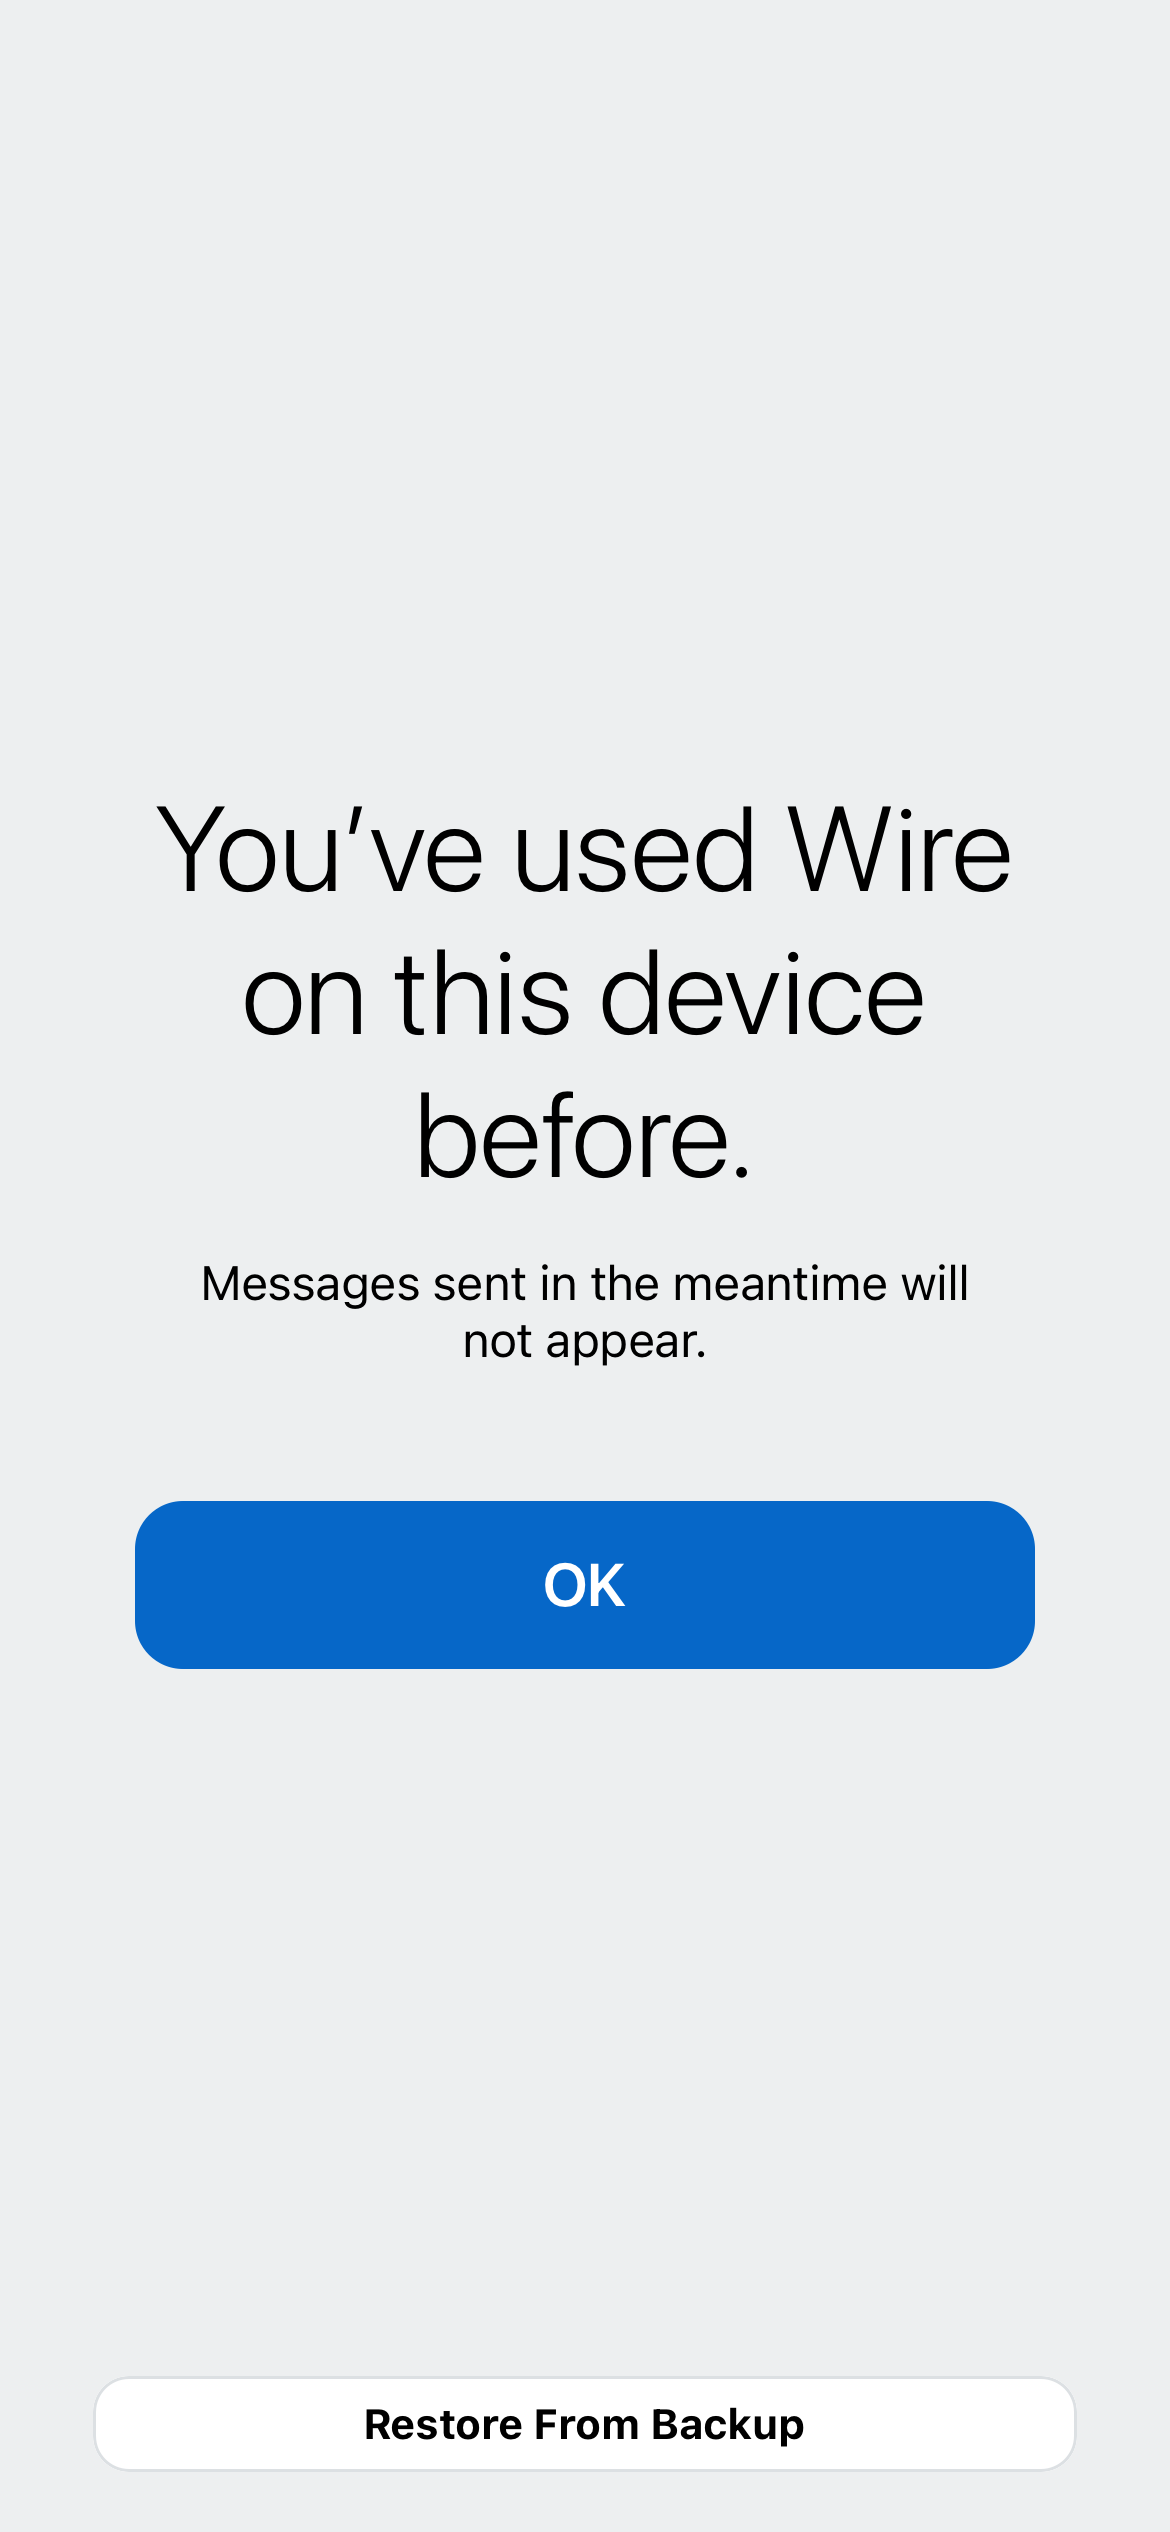 You’ve used Wire
on this device
before.
Messages sent in the meantime will
not appear.
OK
Restore From Backup